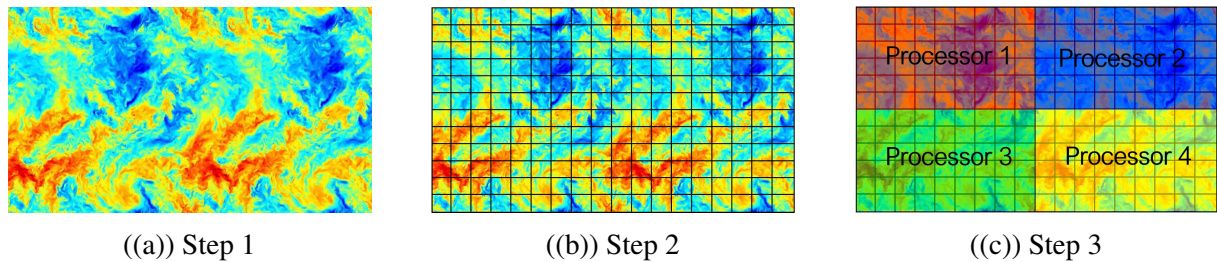 Processor 1 Processor 2
Processor 3 Processor 4
((a)) Step 1 ((b)) Step 2 ((c)) Step 3